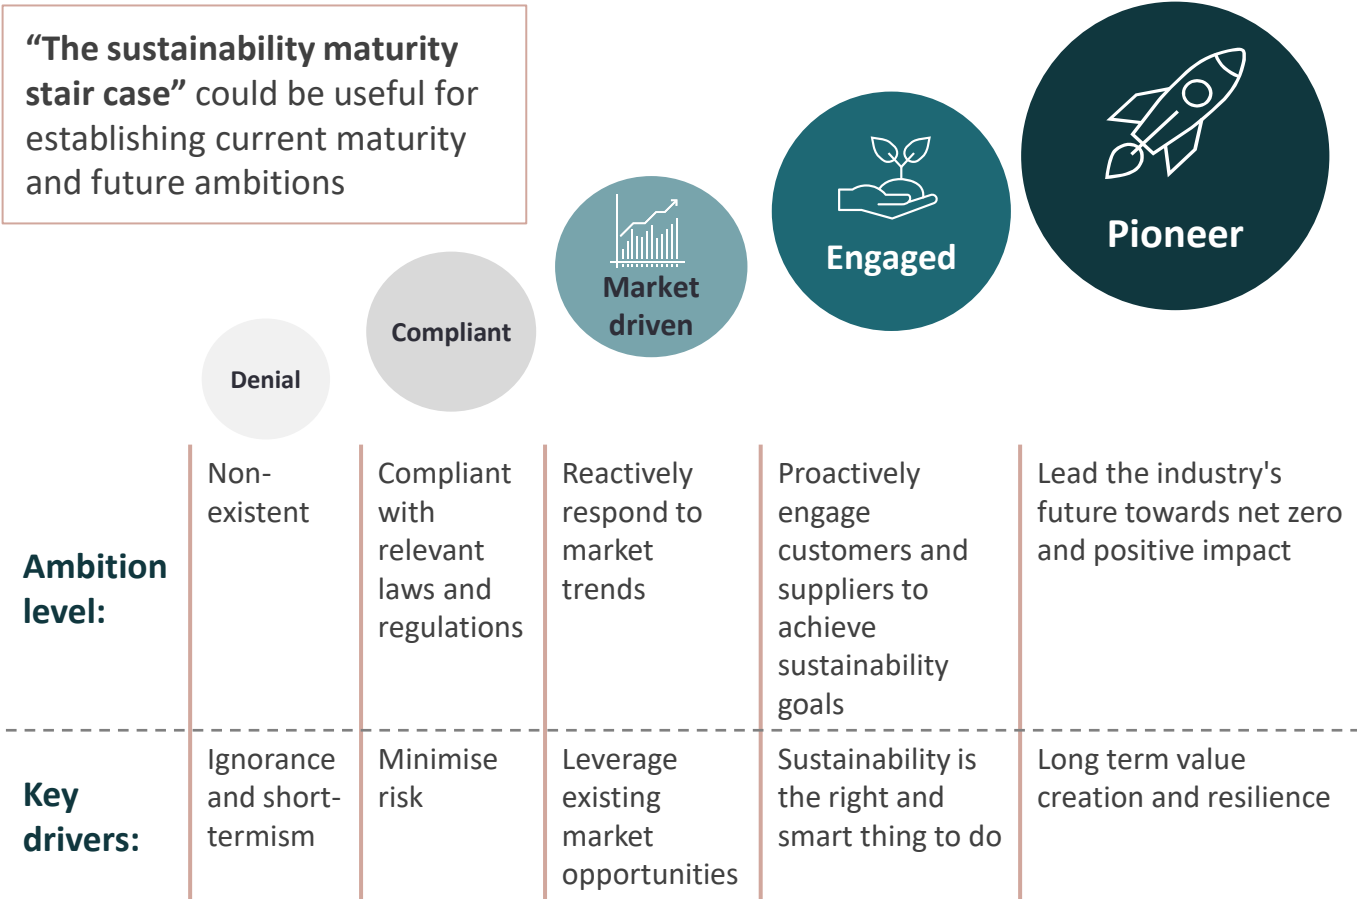 “The sustainability maturity
stair case” could be useful for
establishing current maturity
and future ambitions
Denial
Compliant
Market
driven
Engaged
Pioneer
Ambition
level:
Non-
existent
Compliant
with
relevant
laws and
regulations
Reactively
respond to
market
trends
Proactively
engage
customers and
suppliers to
achieve
sustainability
goals
Lead the industry's
future towards net zero
and positive impact
Key
drivers:
Ignorance
and short-
termism
Minimise
risk
Leverage
existing
market
opportunities
Sustainability is
the right and
smart thing to do
Long term value
creation and resilience